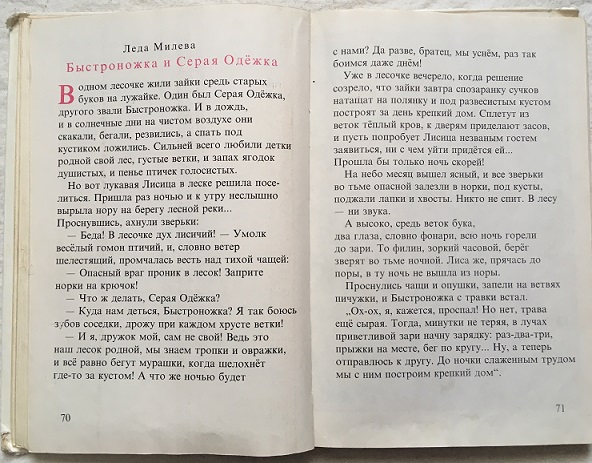 Леда Милева
Быстроножка и Серая Одёжка
В одном лесочке жили зайки средь старых
буков на лужайке. Один был Серая Одёжка,
другого звали Быстроножка. И в дождь,
и в солнечные дни на чистом воздухе они
скакали, бегали, резвились, а спать под
кустиком ложились. Сильней всего любили детки
родной свой лес, густые ветки, и запах ягодок
душистых, и пенье птичек голосистых.
Но вот лукавая Лисица в леске решила посе-
литься. Пришла раз ночью и к утру неслышно
вырыла нору на берегу лесной реки...
Проснувшись, ахнули зверьки:
— Беда! В лесочке дух лисичий! — Умолк
весёлый гомон птичий, и, словно ветер
шелестящий, промчалась весть над тихой чащей:
— Опасный враг проник в лесок! Заприте
норки на крючок!
— Что ж делать, Серая Одёжка?
— Куда нам деться, Быстроножка? Я так боюсь
зубов соседки, дрожу при каждом хрусте ветки!
— И я, дружок мой, сам не свой! Ведь это
наш лесок родной, мы знаем тропки и овражки,
и всё равно бегут мурашки, когда шелохнёт
где-то за кустом! А что же ночью будет
70
с нами? Да разве, братец, мы уснём, раз так
боимся даже днём!
Уже в лесочке вечерело, когда решение
созрело, что зайки завтра спозаранку сучков
натащат на полянку и под развесистым кустом
построят за день крепкий дом. Сплетут из
веток тёплый кров, к дверям приделают засов,
и пусть попробует Лисица незваным гостем
заявиться, ни с чем уйти придётся ей...
Прошла бы только ночь скорей!
На небо месяц вышел ясный, и все зверьки
во тьме опасной залезли в норки, под кусты,
поджали лапки и хвосты. Никто не спит. В лесу
— ни звука.
А высоко, средь веток бука,
два глаза, словно фонари, всю ночь горели
до зари. То филин, зоркий часовой, берёг
зверят во тьме ночной. Лиса же, прячась до
поры, в ту ночь не вышла из норы.
Проснулись чащи и опушки, запели на ветвях
пичужки, и Быстроножка с травки встал.
„Ох-ох, я, кажется, проспал! Но нет, трава
ещё сырая. Тогда, минутки не теряя, в лучах
приветливой зари начну зарядку: раз-два-три,
прыжки на месте, бег по кругу... Ну, а теперь
отправлюсь к другу. До ночки слаженным трудом
мы с ним построим крепкий дом“.
71